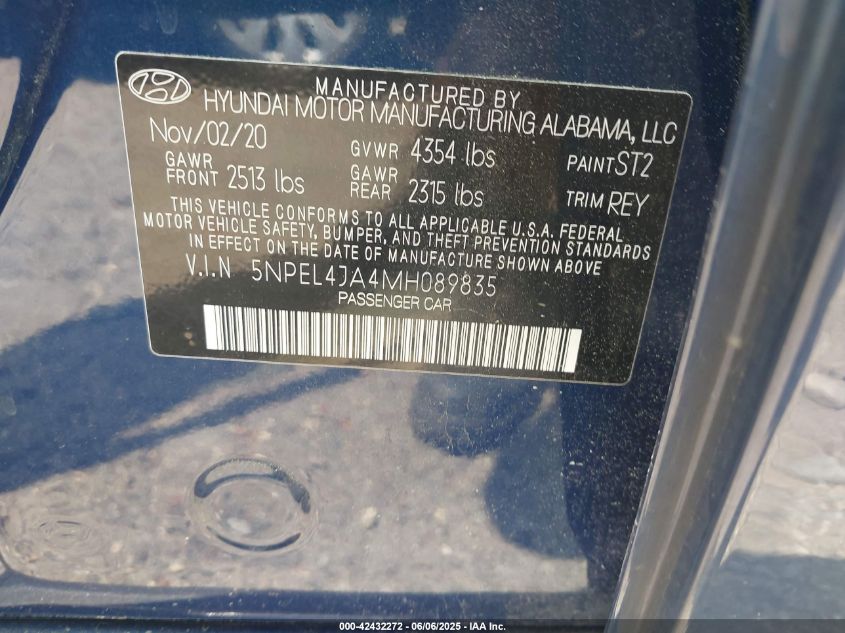 MANUFACTURED BY
HYUNDAI MOTOR MANUFACTURING ALABAMA, LLC
Nov/02/20 GVWR 4354 lbs PAINT ST2
GAWR FRONT 2513 lbs GAWR REAR 2315 lbs TRIM REY
THIS VEHICLE CONFORMS TO ALL APPLICABLE U.S.A. FEDERAL
MOTOR VEHICLE SAFETY, BUMPER, AND THEFT PREVENTION STANDARDS
IN EFFECT ON THE DATE OF MANUFACTURE SHOWN ABOVE
V.I.N 5NPEL4JA4MH089835
PASSENGER CAR
000-42432272 - 06/06/2025 - IAA Inc.